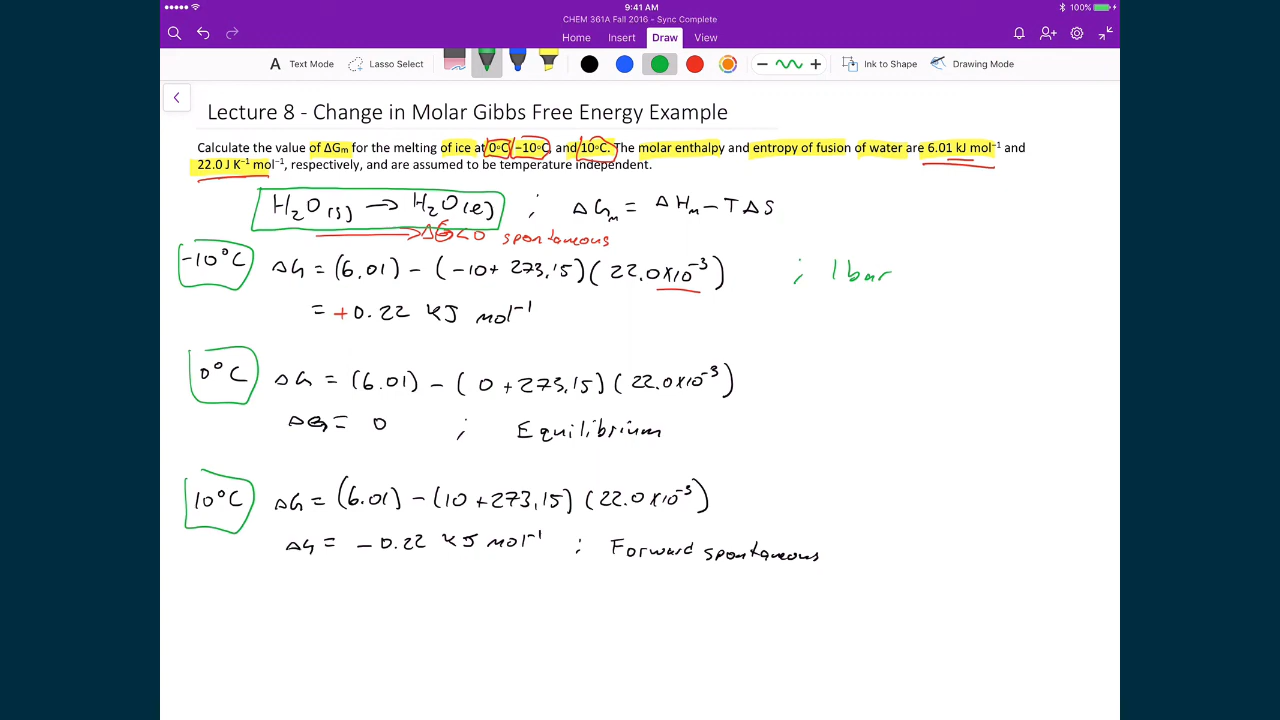 9:41 AM
100%
CHEM 361A Fall 2016 - Sync Complete
Home Insert Draw View
A Text Mode Lasso Select Ink to Shape Drawing Mode
Lecture 8 - Change in Molar Gibbs Free Energy Example
Calculate the value of ΔGₘ for the melting of ice at 0◦C, −10◦C, and 10◦C. The molar enthalpy and entropy of fusion of water are 6.01 kJ mol⁻¹ and
22.0 J K⁻¹ mol⁻¹, respectively, and are assumed to be temperature independent.
H₂O(s) → H₂O(ℓ) ; ΔGₘ = ΔHₘ − TΔS
→ ΔG<0 spontaneous
-10°C ΔG = (6.01) − (−10+273.15)(22.0×10⁻³) ; 1 bar
= +0.22 kJ mol⁻¹
0°C ΔG = (6.01) − (0+273.15)(22.0×10⁻³)
ΔG = 0 ; Equilibrium
10°C ΔG = (6.01) − (10+273.15)(22.0×10⁻³)
ΔG = −0.22 kJ mol⁻¹ ; Forward spontaneous